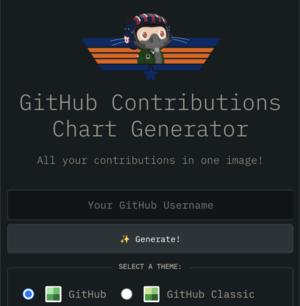 GitHub Contributions
Chart Generator
All your contributions in one image!
Your GitHub Username
✨ Generate!
SELECT A THEME:
GitHub GitHub Classic